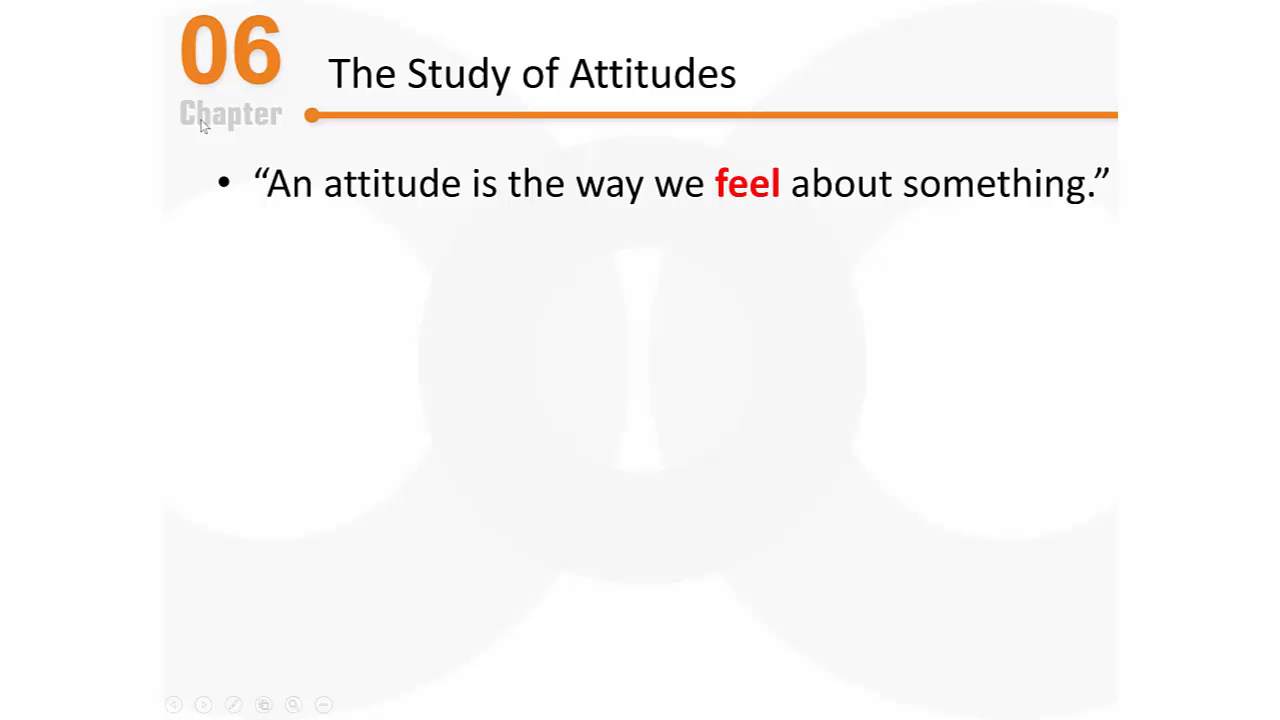 06
Chapter
The Study of Attitudes
• “An attitude is the way we feel about something.”